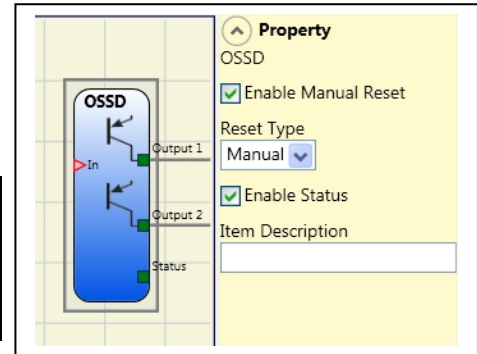 OSSD
In
Output 1
Output 2
Status
Property
OSSD
Enable Manual Reset
Reset Type
Manual
Enable Status
Item Description